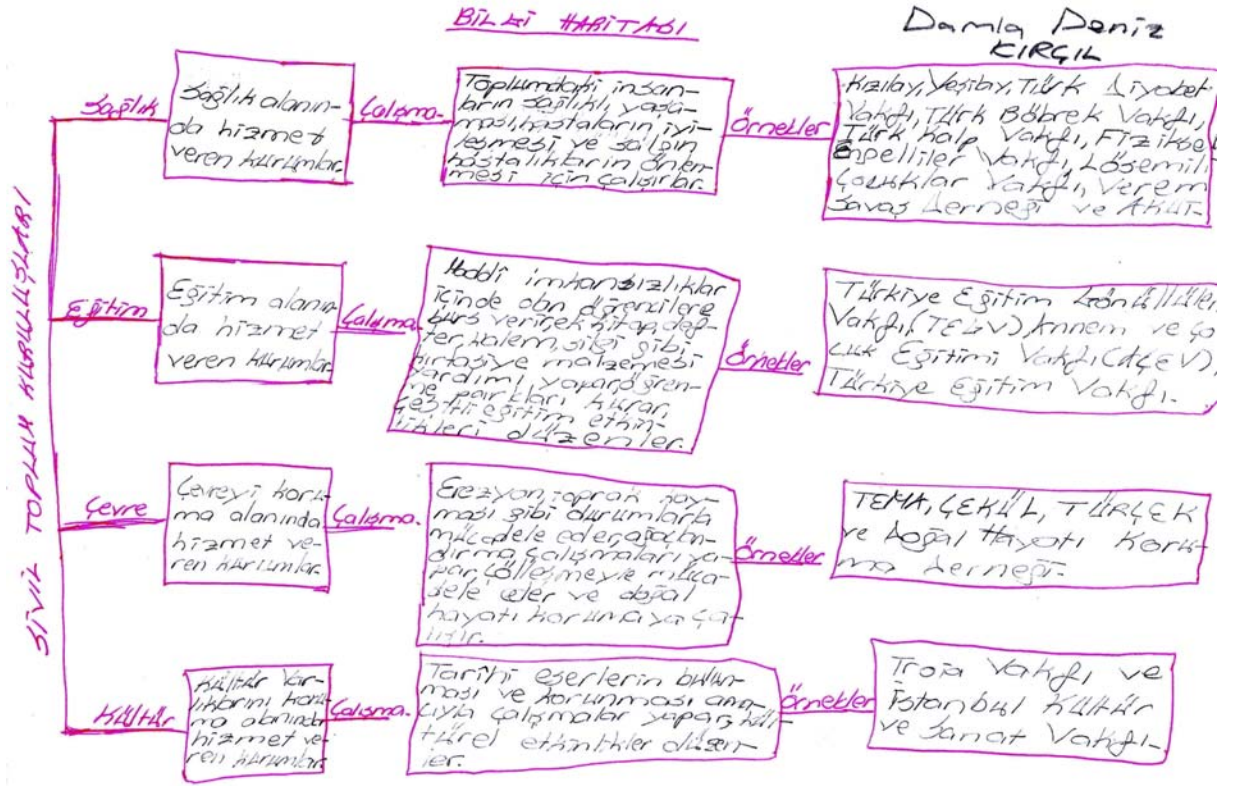 BİLGİ HARİTASI
Damla Deniz
KIRÇIL
SİVİL TOPLUM KURULUŞLARI
Sağlık
Sağlık alanın-
da hizmet
veren kurumlar.
Çalışma.
Toplumdaki insan-
ların sağlıklı yaşa-
ması, hastaların iyi-
leşmesi ve salgın
hastalıkların önlen-
mesi için çalışırlar.
Örnekler
Kızılay, Yeşilay, Türk Diyabet
Vakfı, Türk Böbrek Vakfı,
Türk Kalp Vakfı, Fiziksel
Engelliler Vakfı, Lösemili
Çocuklar Vakfı, Verem
Savaş Derneği ve AKUT.
Eğitim
Eğitim alanın-
da hizmet
veren kurumlar.
Çalışma.
Maddi imkansızlıklar
içinde olan öğrencilere
burs vererek kitap, def-
ter, kalem, silgi gibi
kırtasiye malzemesi
yardımı yapar, öğren-
me parkları kurar,
çeşitli eğitim etkin-
likleri düzenler.
Örnekler
Türkiye Eğitim Gönüllüler
Vakfı, (TEGV), Annem ve ço
cuk Eğitimi Vakfı (AÇEV),
Türkiye Eğitim Vakfı.
Çevre
Çevreyi koru-
ma alanında
hizmet ve-
ren kurumlar.
Çalışma.
Erezyon, toprak kay-
ması gibi durumlarla
mücadele eder, ağaçlan-
dırma çalışmaları ya-
par, çölleşmeyle müca-
dele eder ve doğal
hayatı korumaya ça-
lışır.
Örnekler
TEMA, ÇEKÜL, TÜRÇEK
ve Doğal Hayatı Koru-
ma Derneği.
Kültür
Kültür var-
lıklarını koru-
ma alanında
hizmet ve-
ren kurumlar.
Çalışma.
Tarihi eserlerin bulun-
ması ve korunması ama-
cıyla çalışmalar yapar, kül-
türel etkinlikler düzen-
ler.
Örnekler
Troia Vakfı ve
İstanbul Kültür
ve Sanat Vakfı.